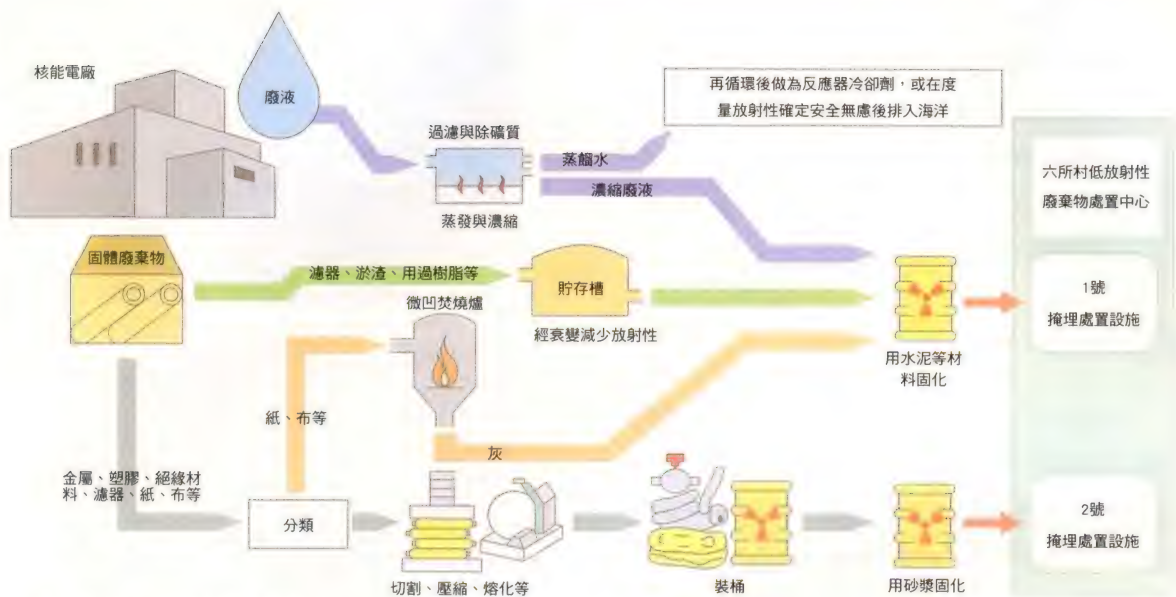 核能電廠
廢液
再循環後做為反應器冷卻劑，或在度
量放射性確定安全無慮後排入海洋
過濾與除礦質
蒸餾水
濃縮廢液
蒸發與濃縮
六所村低放射性
廢棄物處置中心
固體廢棄物
濾器、淤渣、用過樹脂等
貯存槽
經衰變減少放射性
微凹焚燒爐
用水泥等材
料固化
1號
掩埋處置設施
紙、布等
灰
金屬、塑膠、絕緣材
料、濾器、紙、布等
分類
切割、壓縮、熔化等
裝桶
用砂漿固化
2號
掩埋處置設施